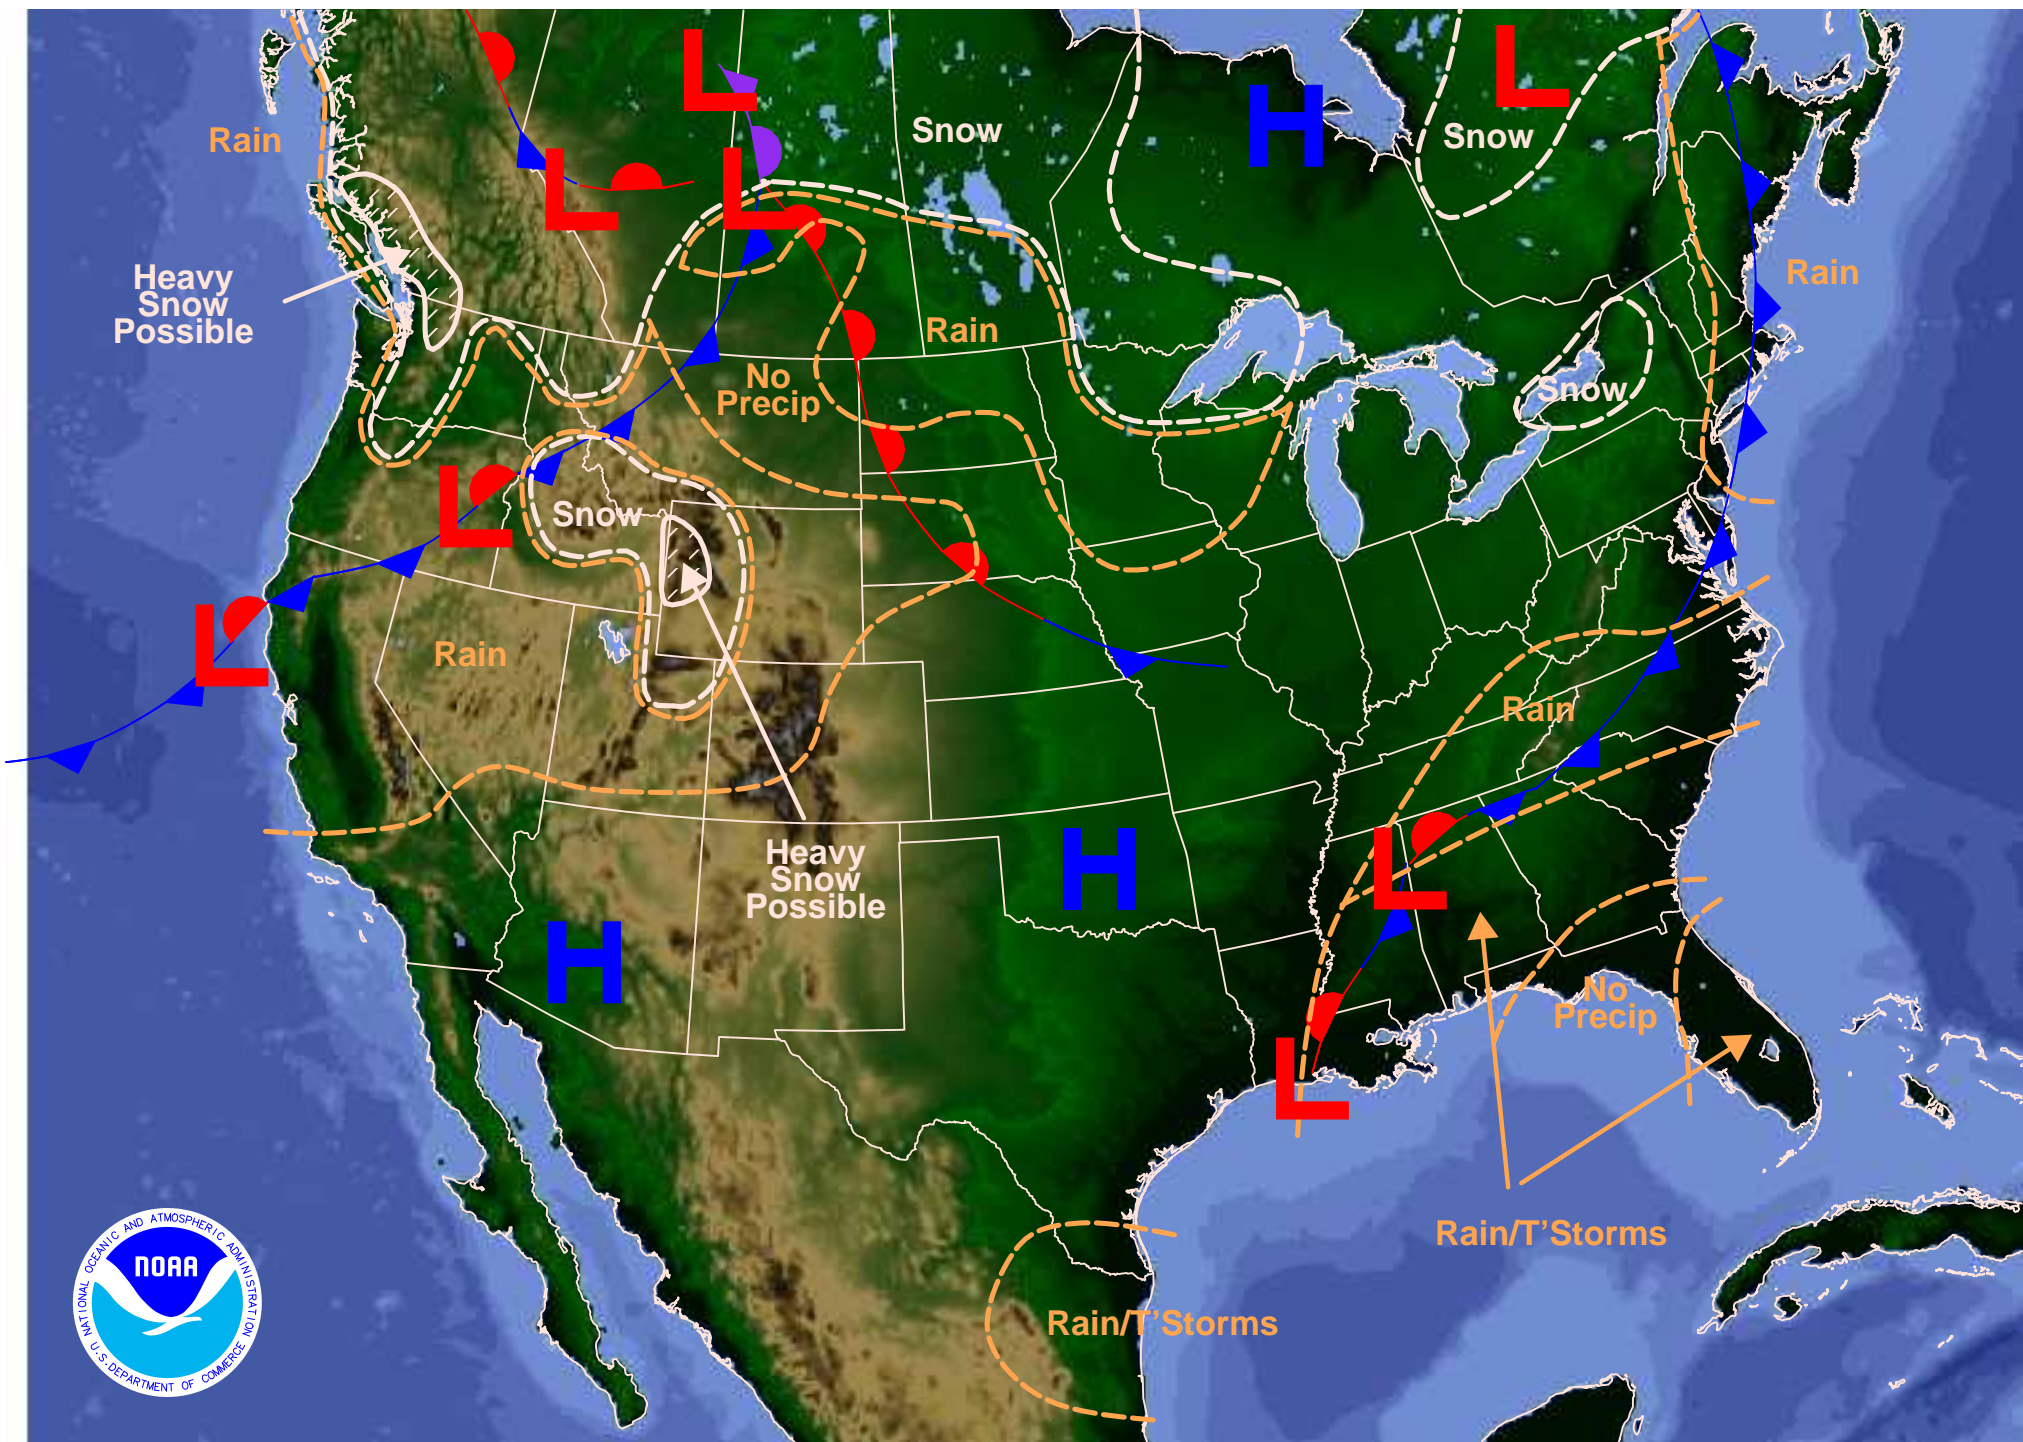 L
L
H
Snow
Snow
Rain
L
L
Heavy
Snow
Possible
Rain
Rain
No
Precip
Snow
L
Snow
L
Rain
Rain
L
H
Heavy
Snow
Possible
H
No
Precip
L
Rain/T'Storms
Rain/T'Storms
NATIONAL OCEANIC AND ATMOSPHERIC ADMINISTRATION
NOAA
U.S. DEPARTMENT OF COMMERCE